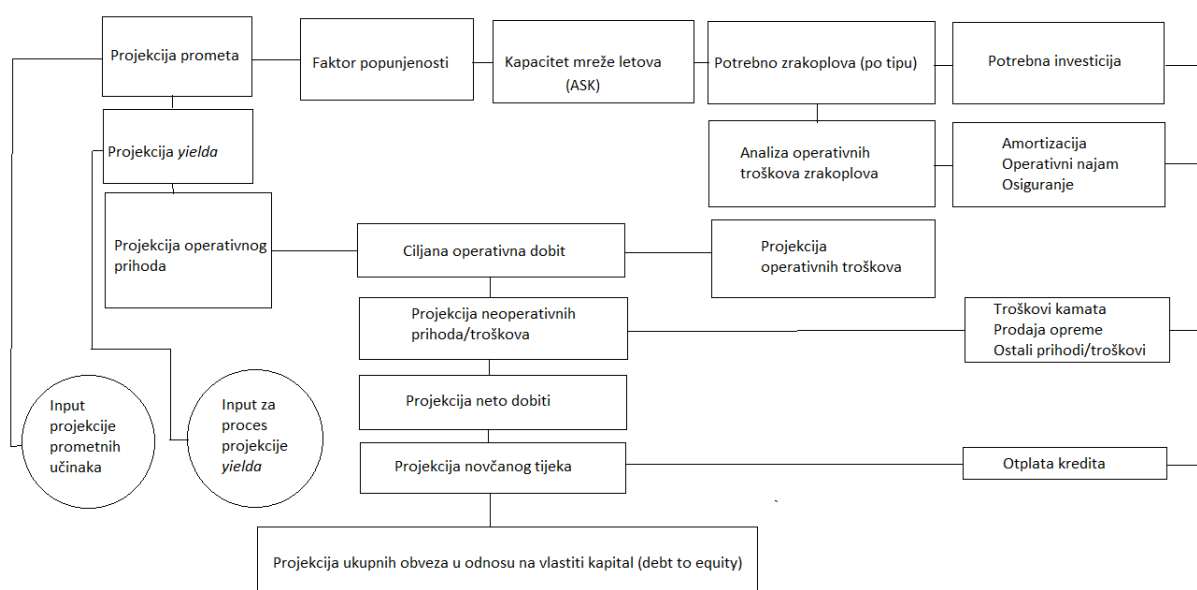 Projekcija prometa
Faktor popunjenosti
Kapacitet mreže letova
(ASK)
Potrebno zrakoplova (po tipu)
Potrebna investicija
Projekcija yielda
Analiza operativnih
troškova zrakoplova
Amortizacija
Operativni najam
Osiguranje
Projekcija operativnog
prihoda
Ciljana operativna dobit
Projekcija
operativnih troškova
Projekcija neoperativnih
prihoda/troškova
Troškovi kamata
Prodaja opreme
Ostali prihodi/troškovi
Input
projekcije
prometnih
učinaka
Input za
proces
projekcije
yielda
Projekcija neto dobiti
Projekcija novčanog tijeka
Otplata kredita
Projekcija ukupnih obveza u odnosu na vlastiti kapital (debt to equity)